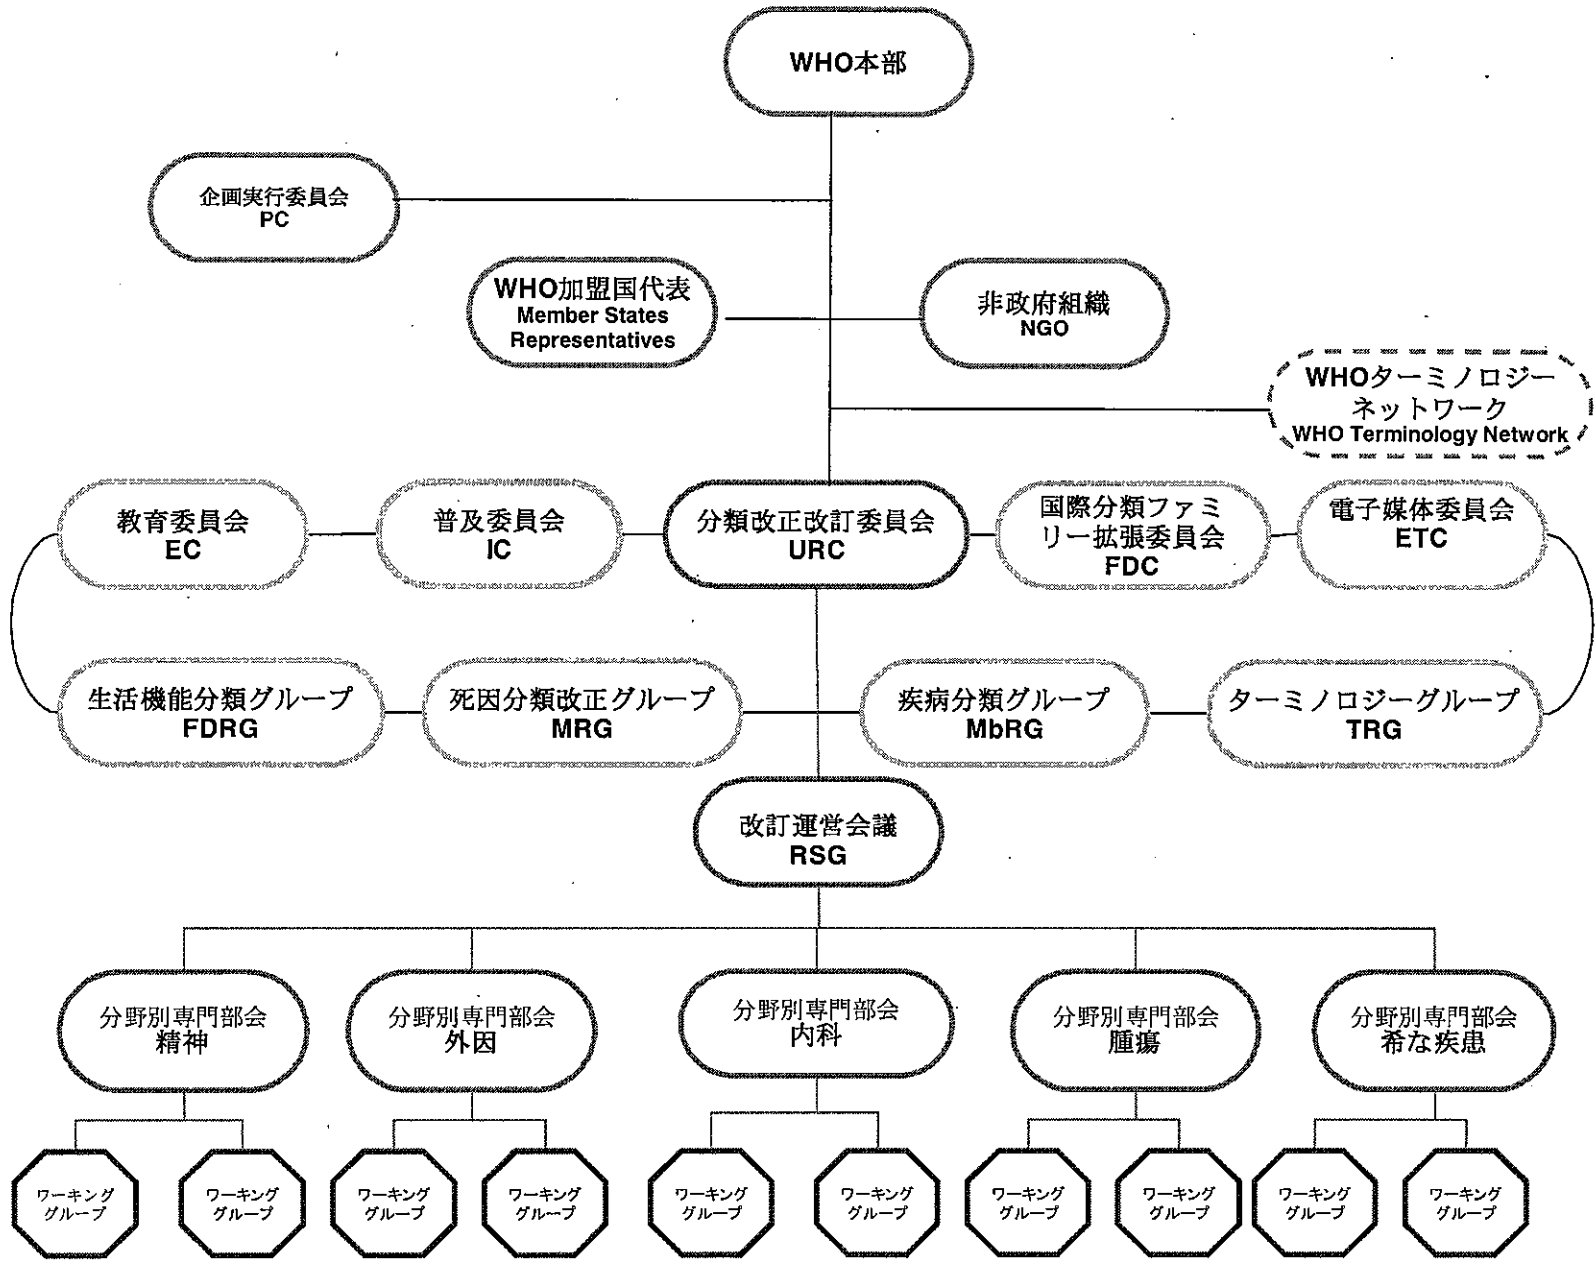 WHO本部
企画実行委員会
PC
WHO加盟国代表
Member States
Representatives
非政府組織
NGO
WHOターミノロジー
ネットワーク
WHO Terminology Network
教育委員会
EC
普及委員会
IC
分類改正改訂委員会
URC
国際分類ファミ
リー拡張委員会
FDC
電子媒体委員会
ETC
生活機能分類グループ
FDRG
死因分類改正グループ
MRG
疾病分類グループ
MbRG
ターミノロジーグループ
TRG
改訂運営会議
RSG
分野別専門部会
精神
分野別専門部会
外因
分野別専門部会
内科
分野別専門部会
腫瘍
分野別専門部会
希な疾患
ワーキング
グループ
ワーキング
グループ
ワーキング
グループ
ワーキング
グループ
ワーキング
グループ
ワーキング
グループ
ワーキング
グループ
ワーキング
グループ
ワーキング
グループ
ワーキング
グループ